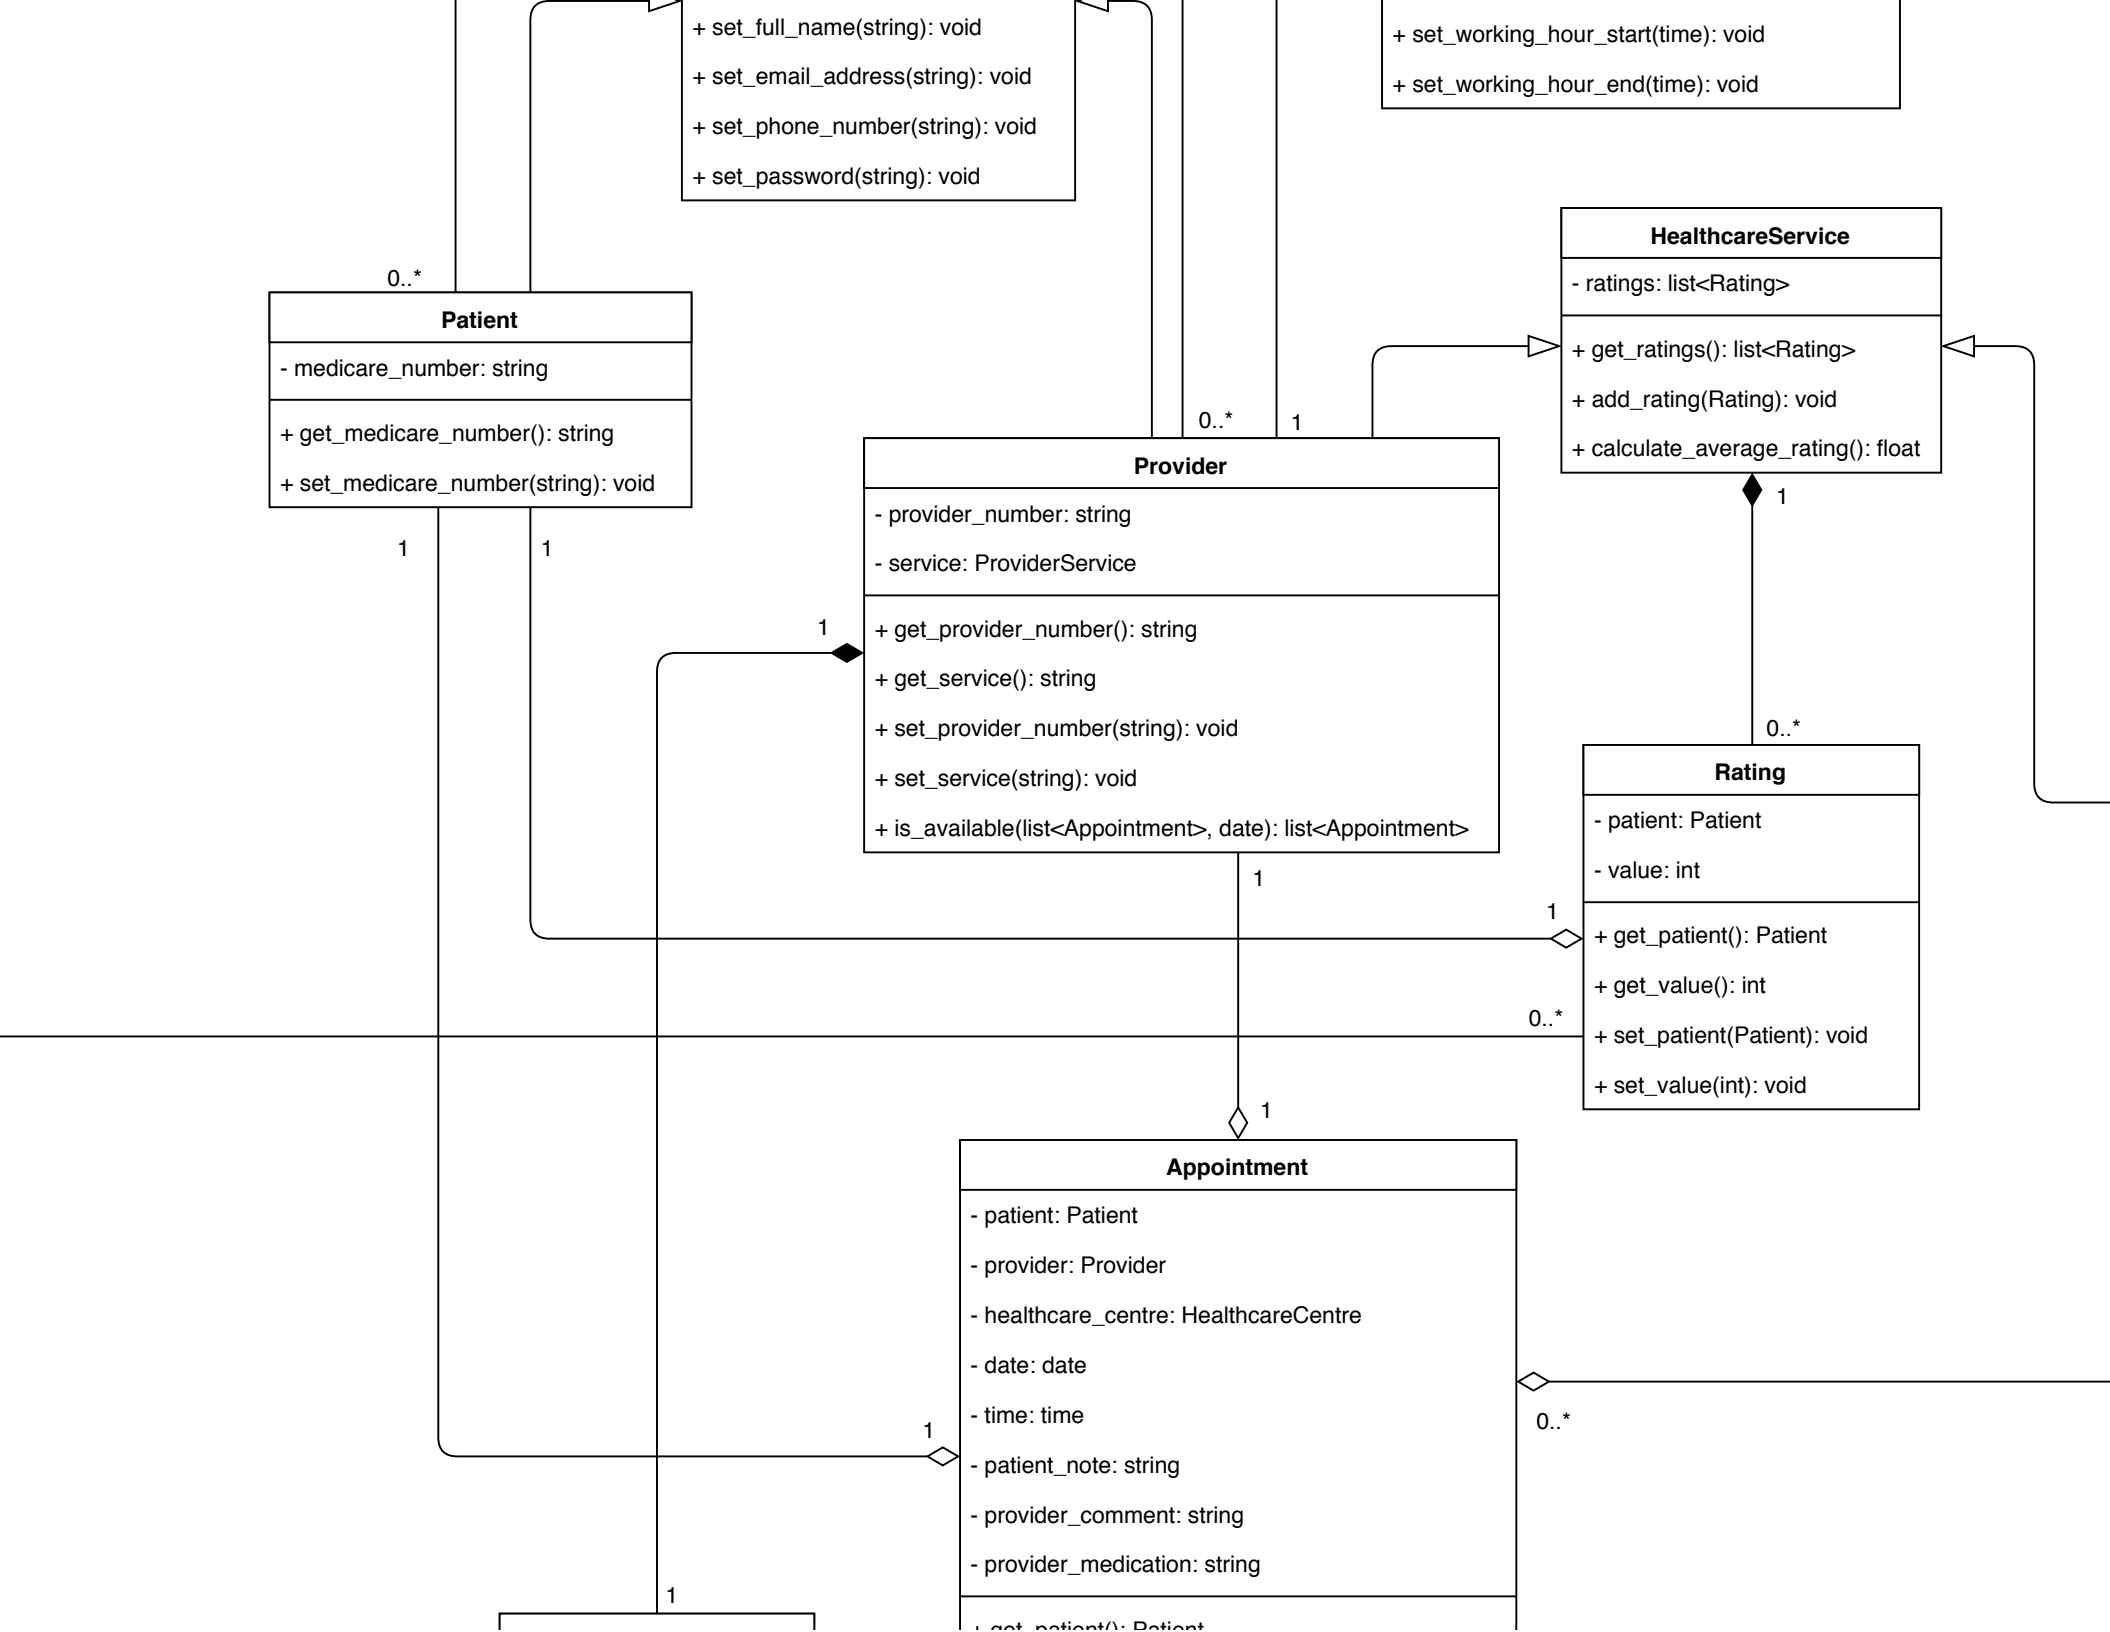 + set_full_name(string): void
+ set_email_address(string): void
+ set_phone_number(string): void
+ set_password(string): void
+ set_working_hour_start(time): void
+ set_working_hour_end(time): void
0..*
Patient
- medicare_number: string
+ get_medicare_number(): string
+ set_medicare_number(string): void
1
1
HealthcareService
- ratings: list<Rating>
+ get_ratings(): list<Rating>
+ add_rating(Rating): void
+ calculate_average_rating(): float
1
0..*
1
Provider
- provider_number: string
- service: ProviderService
+ get_provider_number(): string
+ get_service(): string
+ set_provider_number(string): void
+ set_service(string): void
+ is_available(list<Appointment>, date): list<Appointment>
1
1
0..*
Rating
- patient: Patient
- value: int
+ get_patient(): Patient
+ get_value(): int
+ set_patient(Patient): void
+ set_value(int): void
1
0..*
1
Appointment
- patient: Patient
- provider: Provider
- healthcare_centre: HealthcareCentre
- date: date
- time: time
- patient_note: string
- provider_comment: string
- provider_medication: string
+ get_patient(): Patient
1
0..*
1